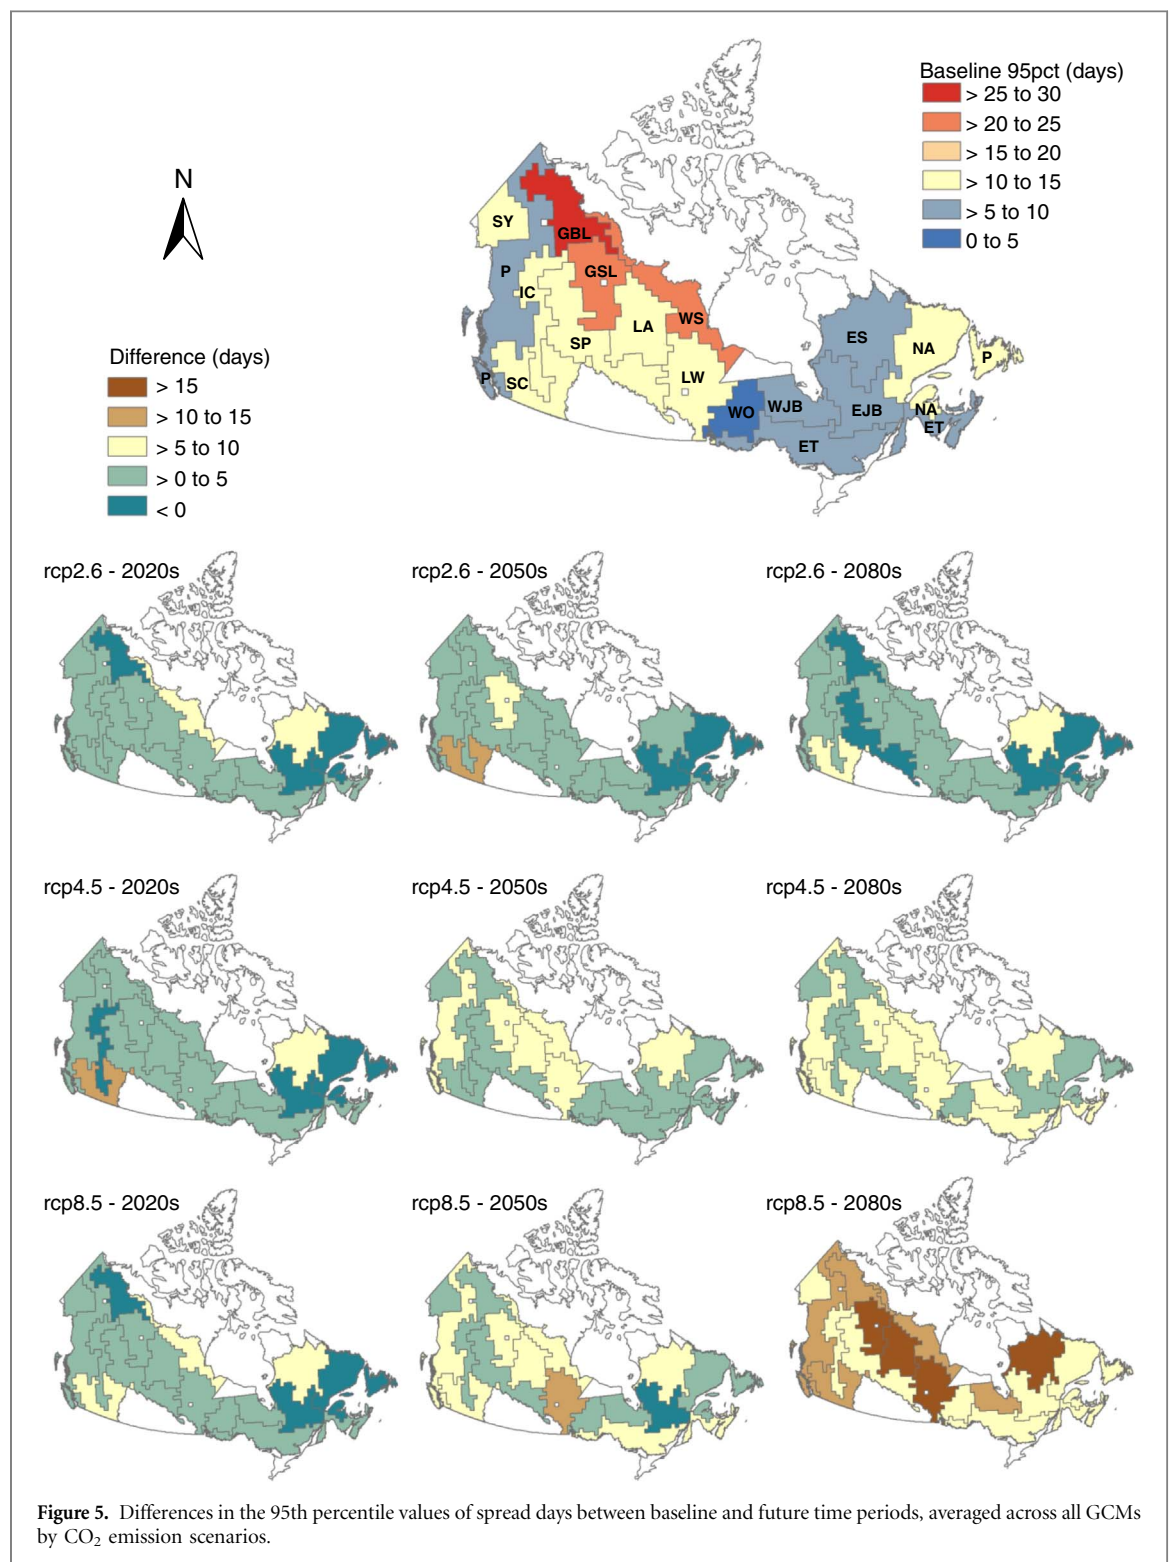 Baseline 95pct (days)
> 25 to 30
> 20 to 25
> 15 to 20
> 10 to 15
> 5 to 10
0 to 5
N
SY
GBL
P
GSL
IC
WS
LA
SP
ES
NA
P
LW
P
SC
WO
WJB
EJB
NA
ET
ET
Difference (days)
> 15
> 10 to 15
> 5 to 10
> 0 to 5
< 0
rcp2.6 - 2020s
rcp2.6 - 2050s
rcp2.6 - 2080s
rcp4.5 - 2020s
rcp4.5 - 2050s
rcp4.5 - 2080s
rcp8.5 - 2020s
rcp8.5 - 2050s
rcp8.5 - 2080s
Figure 5. Differences in the 95th percentile values of spread days between baseline and future time periods, averaged across all GCMs
by CO₂ emission scenarios.